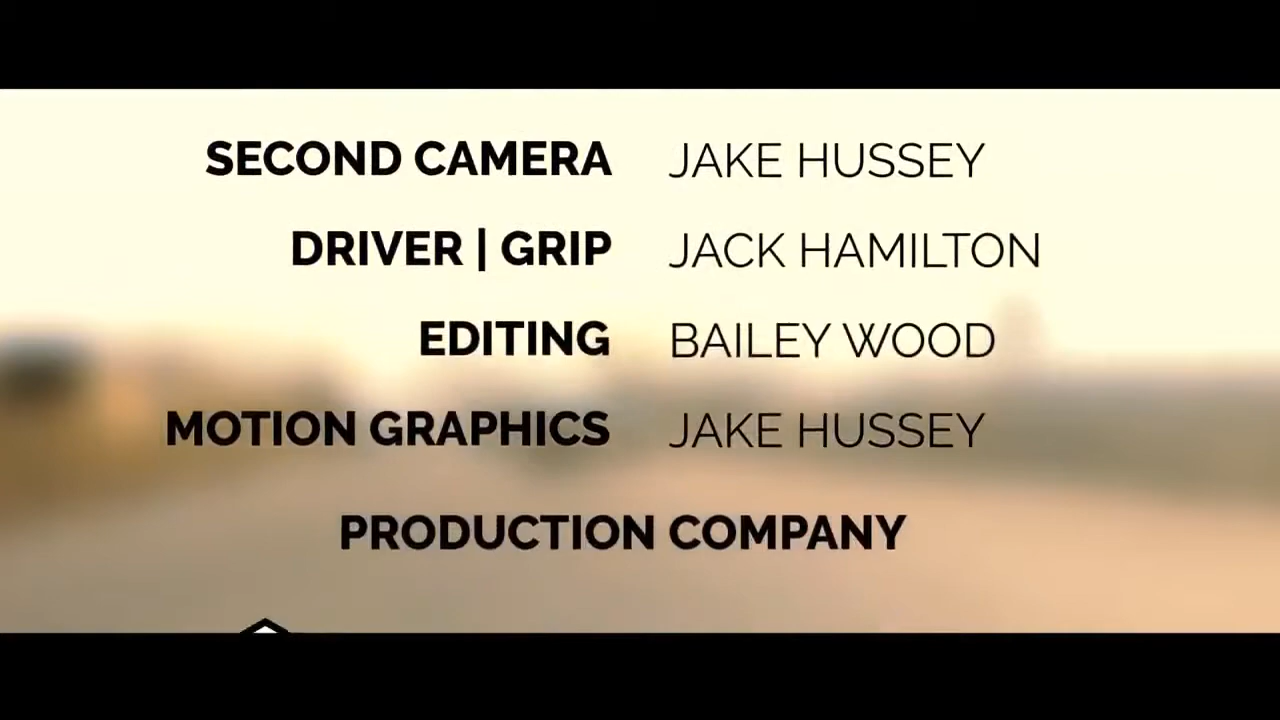 SECOND CAMERA JAKE HUSSEY
DRIVER | GRIP JACK HAMILTON
EDITING BAILEY WOOD
MOTION GRAPHICS JAKE HUSSEY
PRODUCTION COMPANY